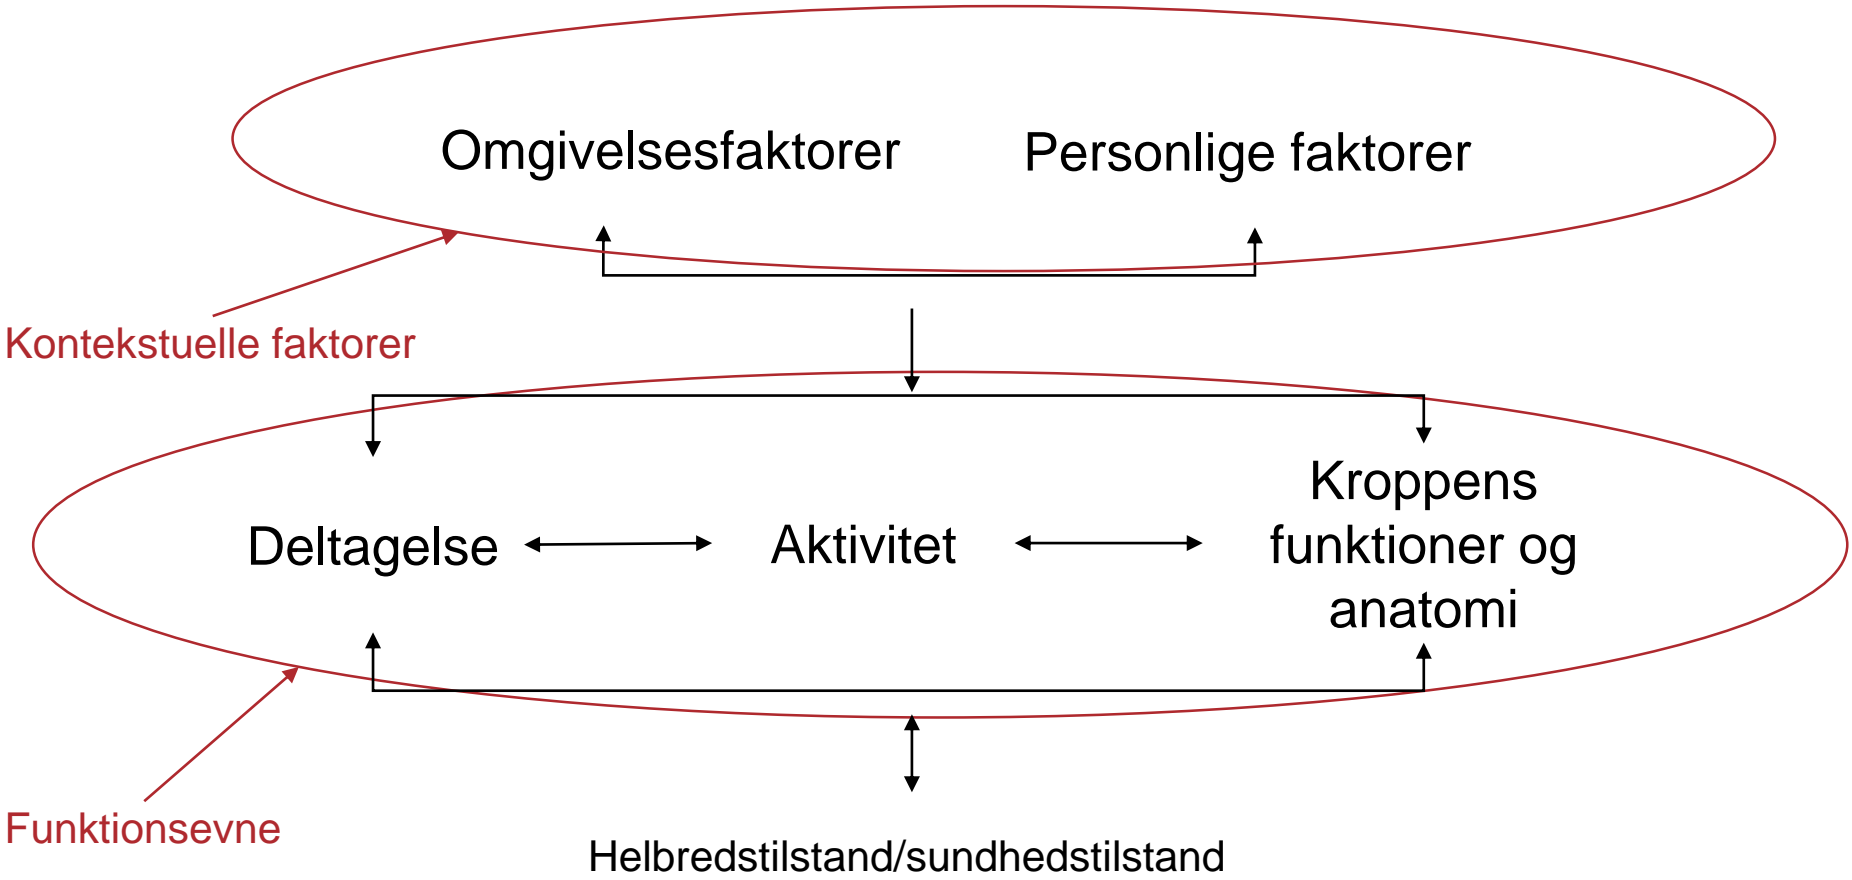 Omgivelsesfaktorer
Personlige faktorer
Kontekstuelle faktorer
Deltagelse
Aktivitet
Kroppens
funktioner og
anatomi
Funktionsevne
Helbredstilstand/sundhedstilstand